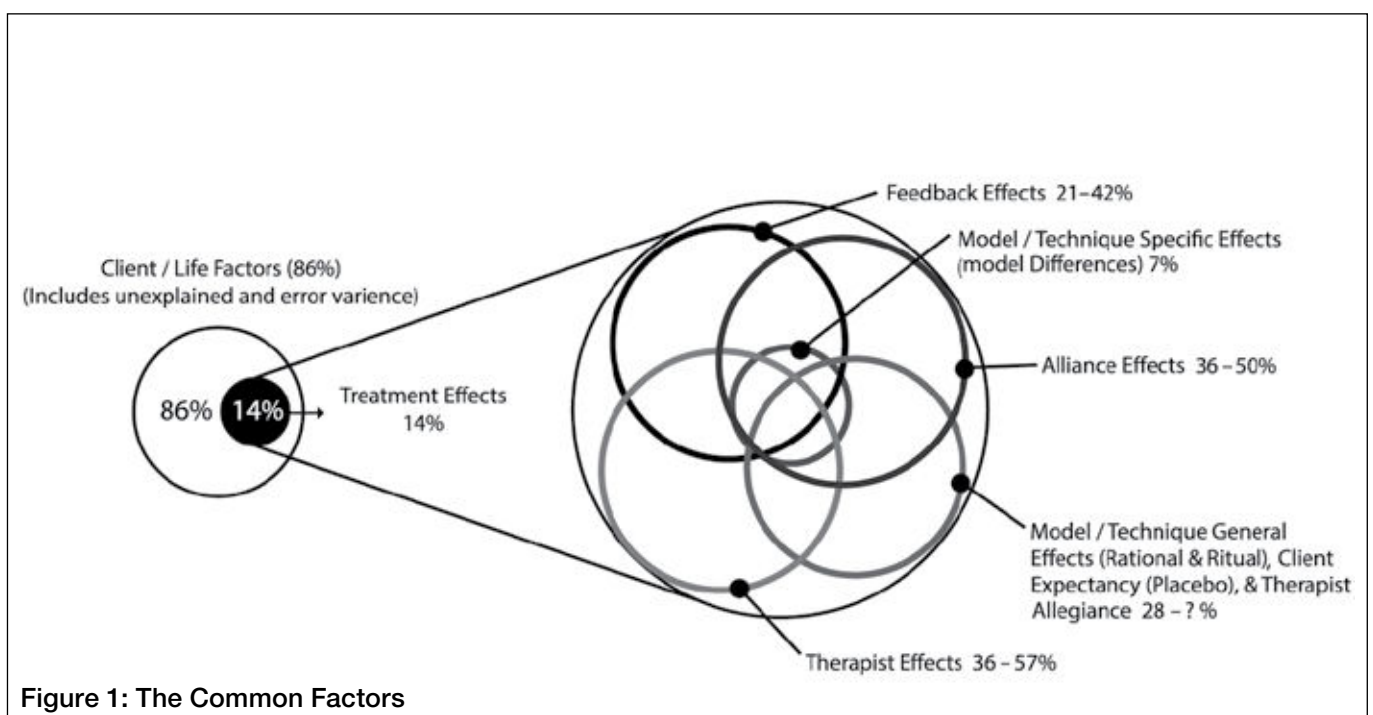 Client / Life Factors (86%)
(Includes unexplained and error varience)
86%
14%
Treatment Effects
14%
Feedback Effects 21–42%
Model / Technique Specific Effects
(model Differences) 7%
Alliance Effects 36–50%
Model / Technique General
Effects (Rational & Ritual), Client
Expectancy (Placebo), & Therapist
Allegiance 28 – ? %
Therapist Effects 36 – 57%
Figure 1: The Common Factors